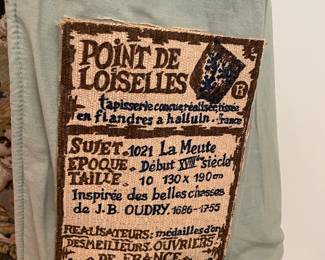 POINT DE
LOISELLES
R
tapisserie conçue, réalisée, tissée
en flandres a halluin - france
SUJET - 1021 La Meute
EPOQUE - Début XVIIIe siècle
TAILLE - 10 130 x 190 cm
Inspirée des belles chasses
de J.B. OUDRY. 1686-1755
REALISATEURS: médailles d'or
DES MEILLEURS OUVRIERS
DE FRANCE